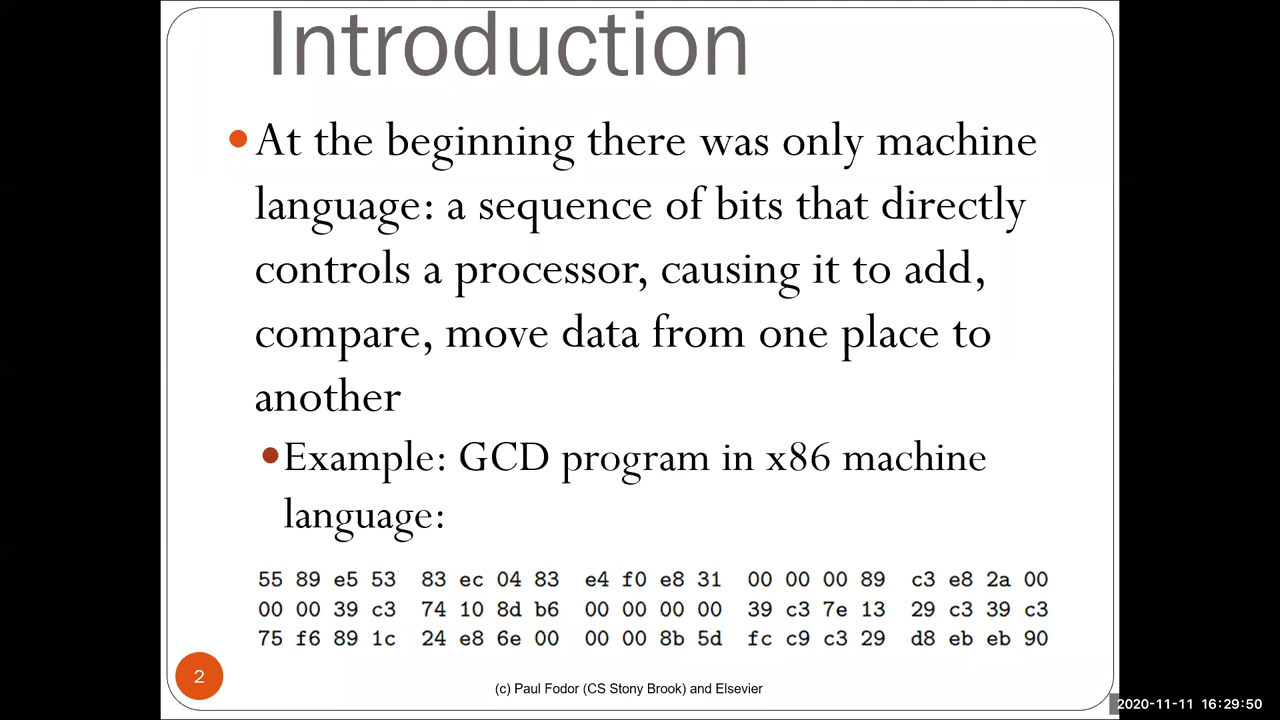 Introduction
At the beginning there was only machine
language: a sequence of bits that directly
controls a processor, causing it to add,
compare, move data from one place to
another
Example: GCD program in x86 machine
language:
55 89 e5 53 83 ec 04 83 e4 f0 e8 31 00 00 00 89 c3 e8 2a 00
00 00 39 c3 74 10 8d b6 00 00 00 00 39 c3 7e 13 29 c3 39 c3
75 f6 89 1c 24 e8 6e 00 00 00 8b 5d fc c9 c3 29 d8 eb eb 90
2
(c) Paul Fodor (CS Stony Brook) and Elsevier
2020-11-11 16:29:50